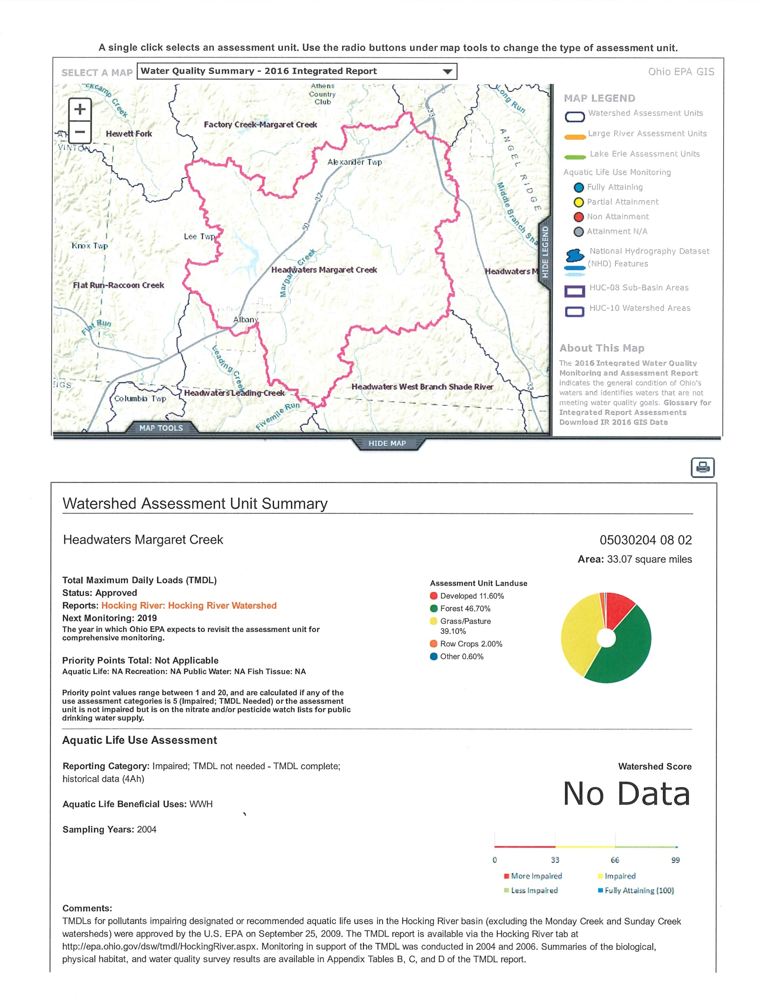 A single click selects an assessment unit. Use the radio buttons under map tools to change the type of assessment unit.
SELECT A MAP
Water Quality Summary - 2016 Integrated Report
Ohio EPA GIS
+
−
ckcamp Creek
Athens
Country
Club
Long Run
33
Factory Creek-Margaret Creek
Hewett Fork
VINTON
ANGEL RIDGE
Alexander Twp
Middle Branch Sha
32
50
Lee Twp
Knox Twp
Margaret Creek
Headwaters Margaret Creek
Headwaters M
Flat Run-Raccoon Creek
Albany
Flat Run
Leading Creek
EIGS
Headwaters West Branch Shade River
33
Headwaters Leading Creek
Columbia Twp
Fivemile Run
MAP TOOLS
HIDE LEGEND
HIDE MAP
MAP LEGEND
Watershed Assessment Units
Large River Assessment Units
Lake Erie Assessment Units
Aquatic Life Use Monitoring
Fully Attaining
Partial Attainment
Non Attainment
Attainment N/A
National Hydrography Dataset
(NHD) Features
HUC-08 Sub-Basin Areas
HUC-10 Watershed Areas
About This Map
The 2016 Integrated Water Quality
Monitoring and Assessment Report
indicates the general condition of Ohio's
waters and identifies waters that are not
meeting water quality goals. Glossary for
Integrated Report Assessments
Download IR 2016 GIS Data
Watershed Assessment Unit Summary
Headwaters Margaret Creek
05030204 08 02
Area: 33.07 square miles
Total Maximum Daily Loads (TMDL)
Status: Approved
Reports: Hocking River: Hocking River Watershed
Next Monitoring: 2019
The year in which Ohio EPA expects to revisit the assessment unit for
comprehensive monitoring.
Priority Points Total: Not Applicable
Aquatic Life: NA Recreation: NA Public Water: NA Fish Tissue: NA
Priority point values range between 1 and 20, and are calculated if any of the
use assessment categories is 5 (Impaired; TMDL Needed) or the assessment
unit is not impaired but is on the nitrate and/or pesticide watch lists for public
drinking water supply.
Assessment Unit Landuse
Developed 11.60%
Forest 46.70%
Grass/Pasture
39.10%
Row Crops 2.00%
Other 0.60%
Aquatic Life Use Assessment
Reporting Category: Impaired; TMDL not needed - TMDL complete;
historical data (4Ah)
Aquatic Life Beneficial Uses: WWH
Sampling Years: 2004
Watershed Score
No Data
0 33 66 99
More Impaired
Impaired
Less Impaired
Fully Attaining (100)
Comments:
TMDLs for pollutants impairing designated or recommended aquatic life uses in the Hocking River basin (excluding the Monday Creek and Sunday Creek
watersheds) were approved by the U.S. EPA on September 25, 2009. The TMDL report is available via the Hocking River tab at
http://epa.ohio.gov/dsw/tmdl/HockingRiver.aspx. Monitoring in support of the TMDL was conducted in 2004 and 2006. Summaries of the biological,
physical habitat, and water quality survey results are available in Appendix Tables B, C, and D of the TMDL report.